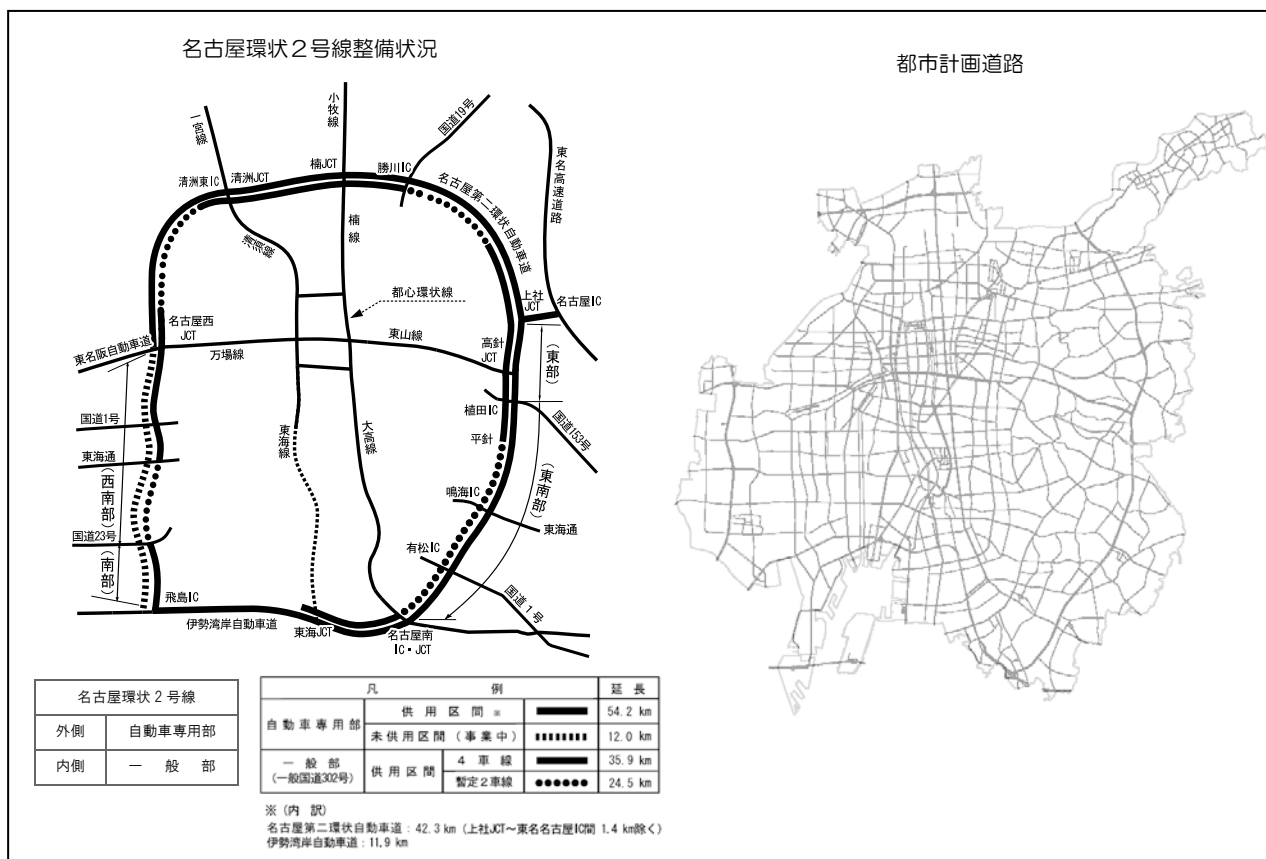 名古屋環状２号線整備状況
都市計画道路
一宮線
小牧線
国道19号
東名高速道路
清洲東IC
清洲JCT
楠JCT
勝川IC
名古屋第二環状自動車道
楠線
清須線
都心環状線
上社
JCT
名古屋IC
名古屋西
JCT
東名阪自動車道
万場線
東山線
高針
JCT
（東部）
植田IC
国道153号
国道1号
平針
東海線
大高線
東海通
（西南部）
（東南部）
鳴海IC
東海通
国道23号
有松IC
（南部）
飛島IC
国道１号
伊勢湾岸自動車道
東海JCT
名古屋南
IC・JCT
名古屋環状２号線
外側 自動車専用部
内側 一般部
凡例 延長
自動車専用部 供用区間 ※ 54.2 km
未供用区間（事業中） 12.0 km
一般部
（一般国道302号） 供用区間 4 車線 35.9 km
暫定２車線 24.5 km
※（内 訳）
名古屋第二環状自動車道：42.3 km（上社JCT～東名名古屋IC間 1.4 km除く）
伊勢湾岸自動車道：11.9 km